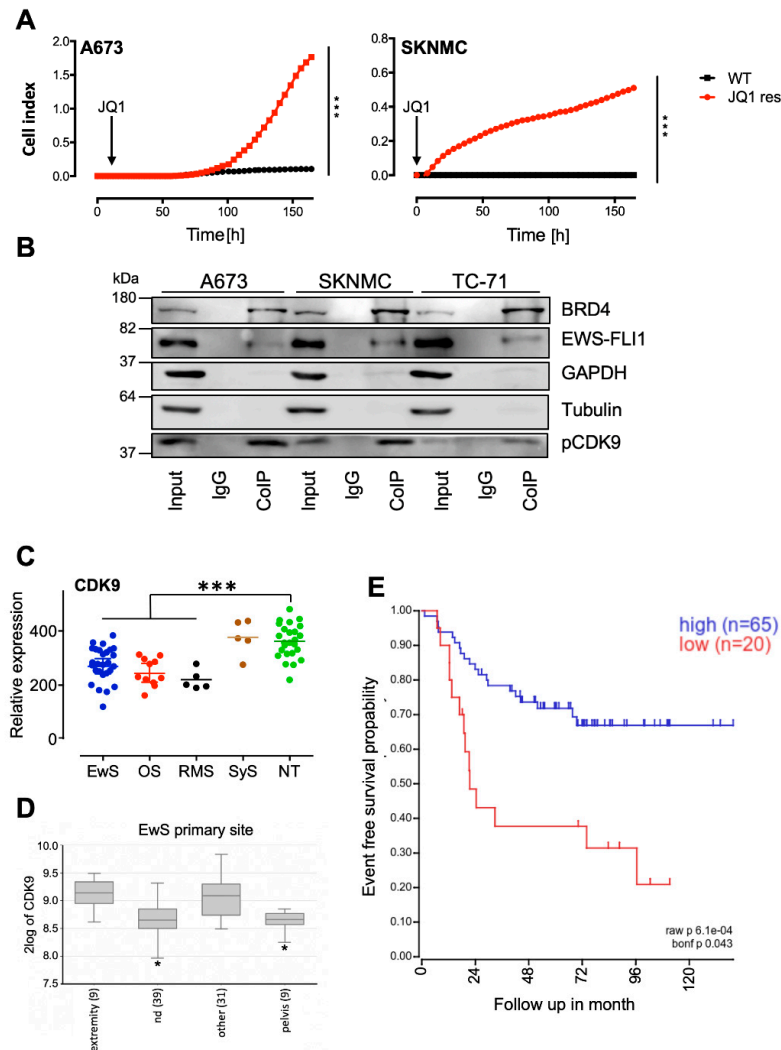 A
A673
SKNMC
2.0
1.5
1.0
0.5
0.0
Cell index
JQ1
***
0
50
100
150
Time[h]
0.8
0.6
0.4
0.2
0.0
JQ1
***
0
50
100
150
Time [h]
WT
JQ1 res
B
kDa
A673
SKNMC
TC-71
180
82
37
64
37
BRD4
EWS-FLI1
GAPDH
Tubulin
pCDK9
Input
IgG
CoIP
Input
IgG
CoIP
Input
IgG
CoIP
C
CDK9
***
Relative expression
400
200
0
EwS
OS
RMS
SyS
NT
D
EwS primary site
2log of CDK9
10.0
9.5
9.0
8.5
8.0
7.5
*
*
extremity (9)
nd (39)
other (31)
pelvis (9)
E
high (n=65)
low (n=20)
Event free survival propability
1.00
0.90
0.80
0.70
0.60
0.50
0.40
0.30
0.20
0.10
0.00
raw p 6.1e-04
bonf p 0.043
0
24
48
72
96
120
Follow up in month